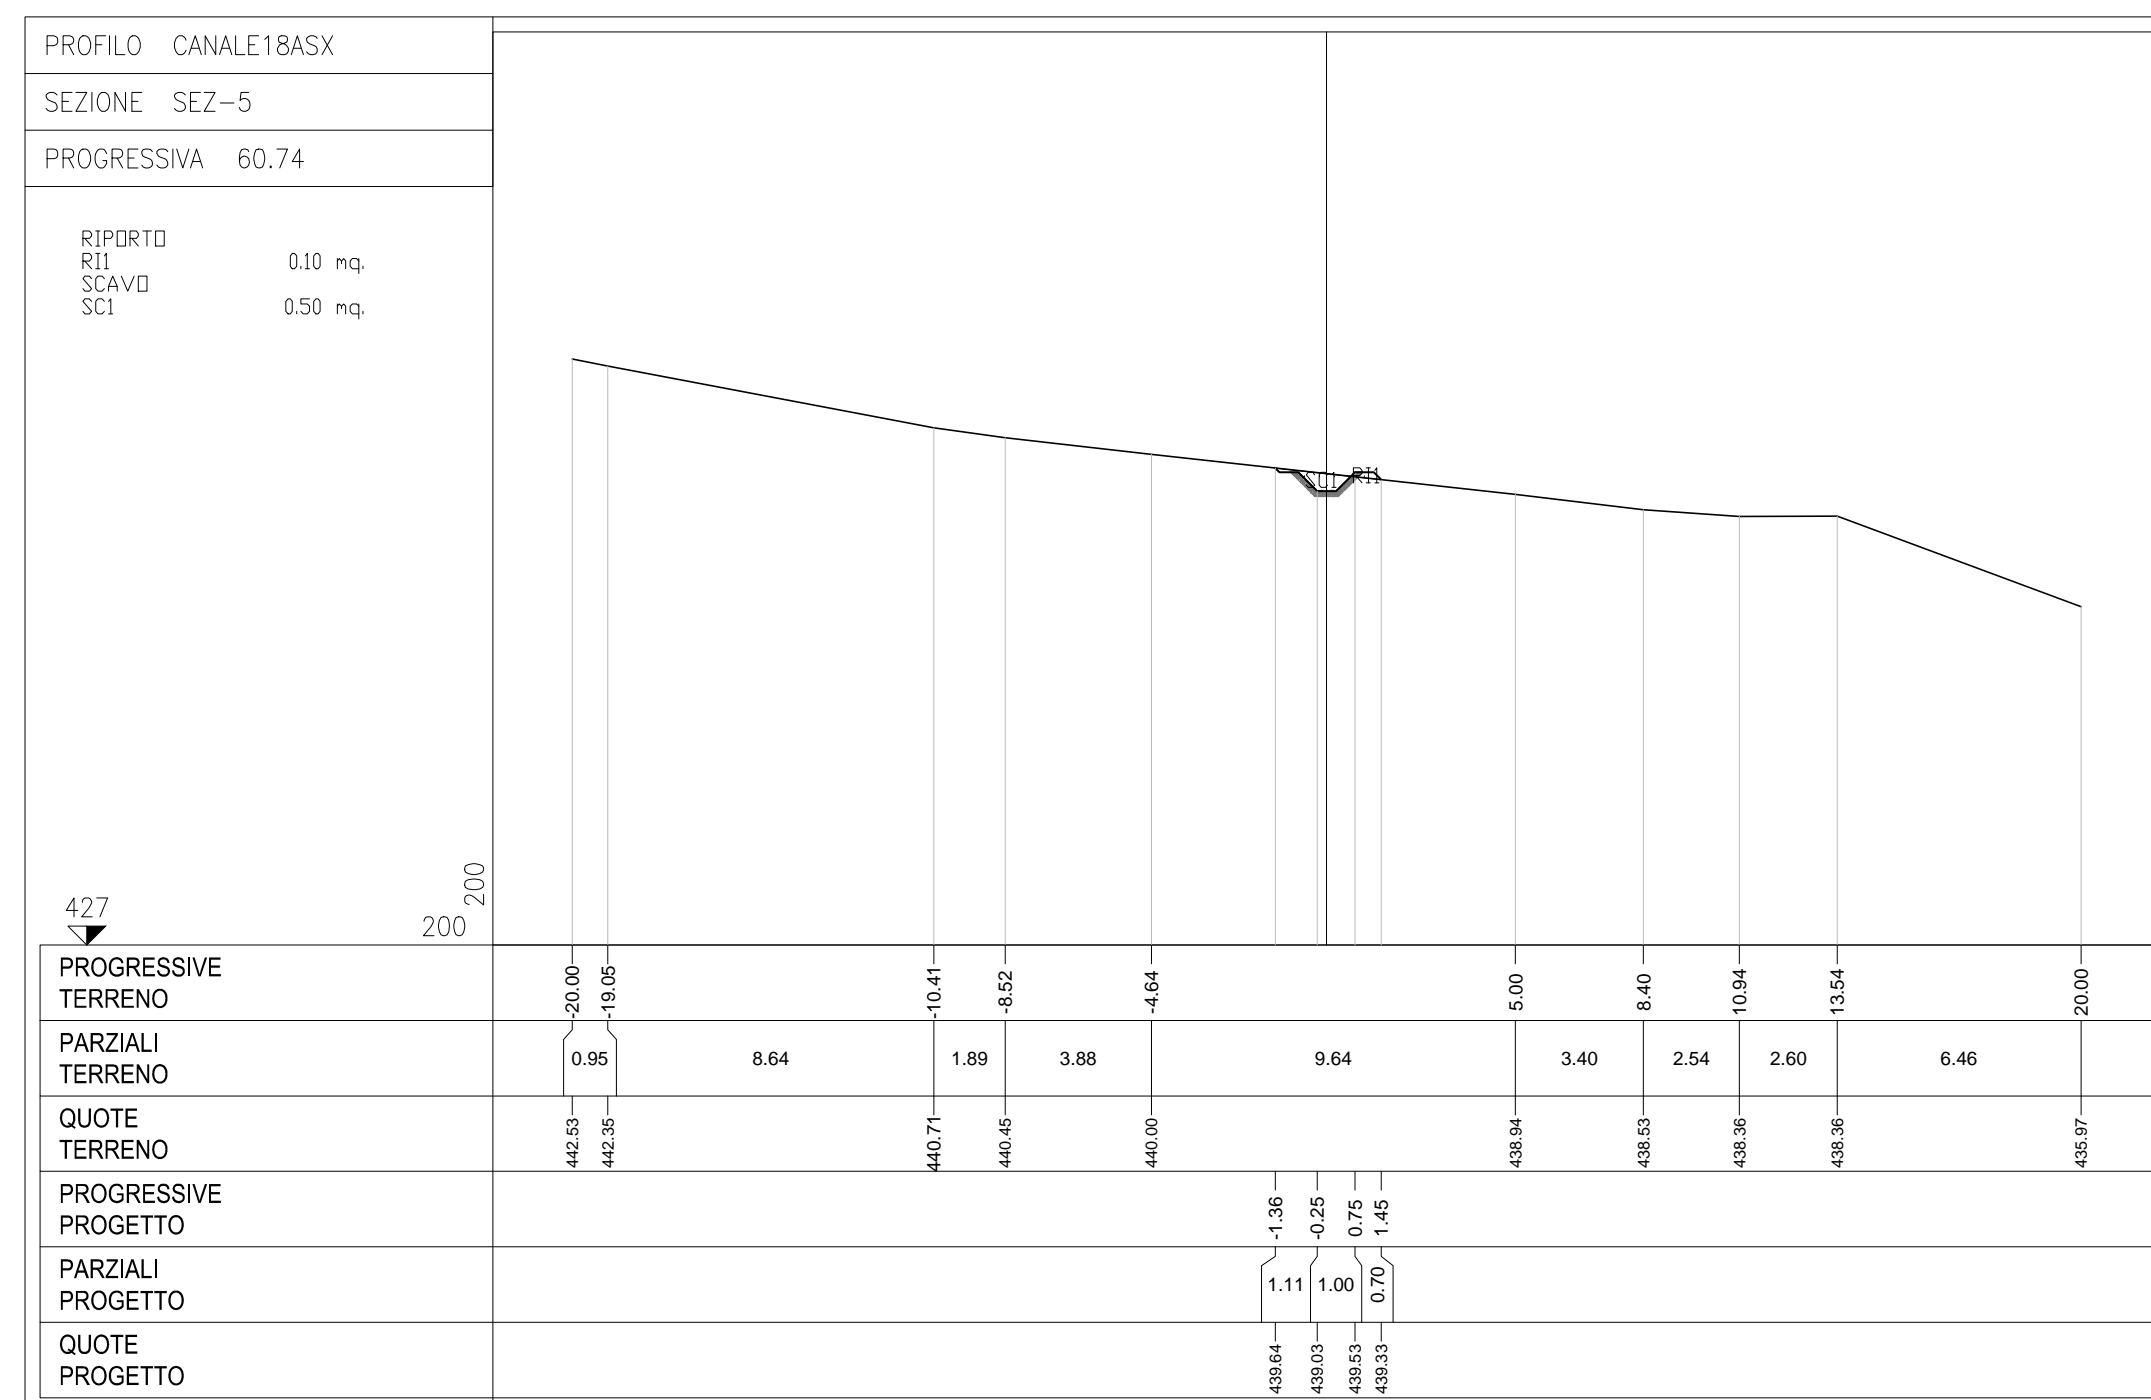 PROFILO CANALE18ASX
SEZIONE SEZ-5
PROGRESSIVA 60.74
RIPORTO
RI1 0.10 mq.
SCAVO
SC1 0.50 mq.
SC1 RI1
200
427
200
PROGRESSIVE
TERRENO
-20.00 -19.05 -10.41 -8.52 -4.64 5.00 8.40 10.94 13.54 20.00
PARZIALI
TERRENO
0.95 8.64 1.89 3.88 9.64 3.40 2.54 2.60 6.46
QUOTE
TERRENO
442.53 442.35 440.71 440.45 440.00 438.94 438.53 438.36 438.36 435.97
PROGRESSIVE
PROGETTO
-1.36 -0.25 0.75 1.45
PARZIALI
PROGETTO
1.11 1.00 0.70
QUOTE
PROGETTO
439.64 439.03 439.53 439.33